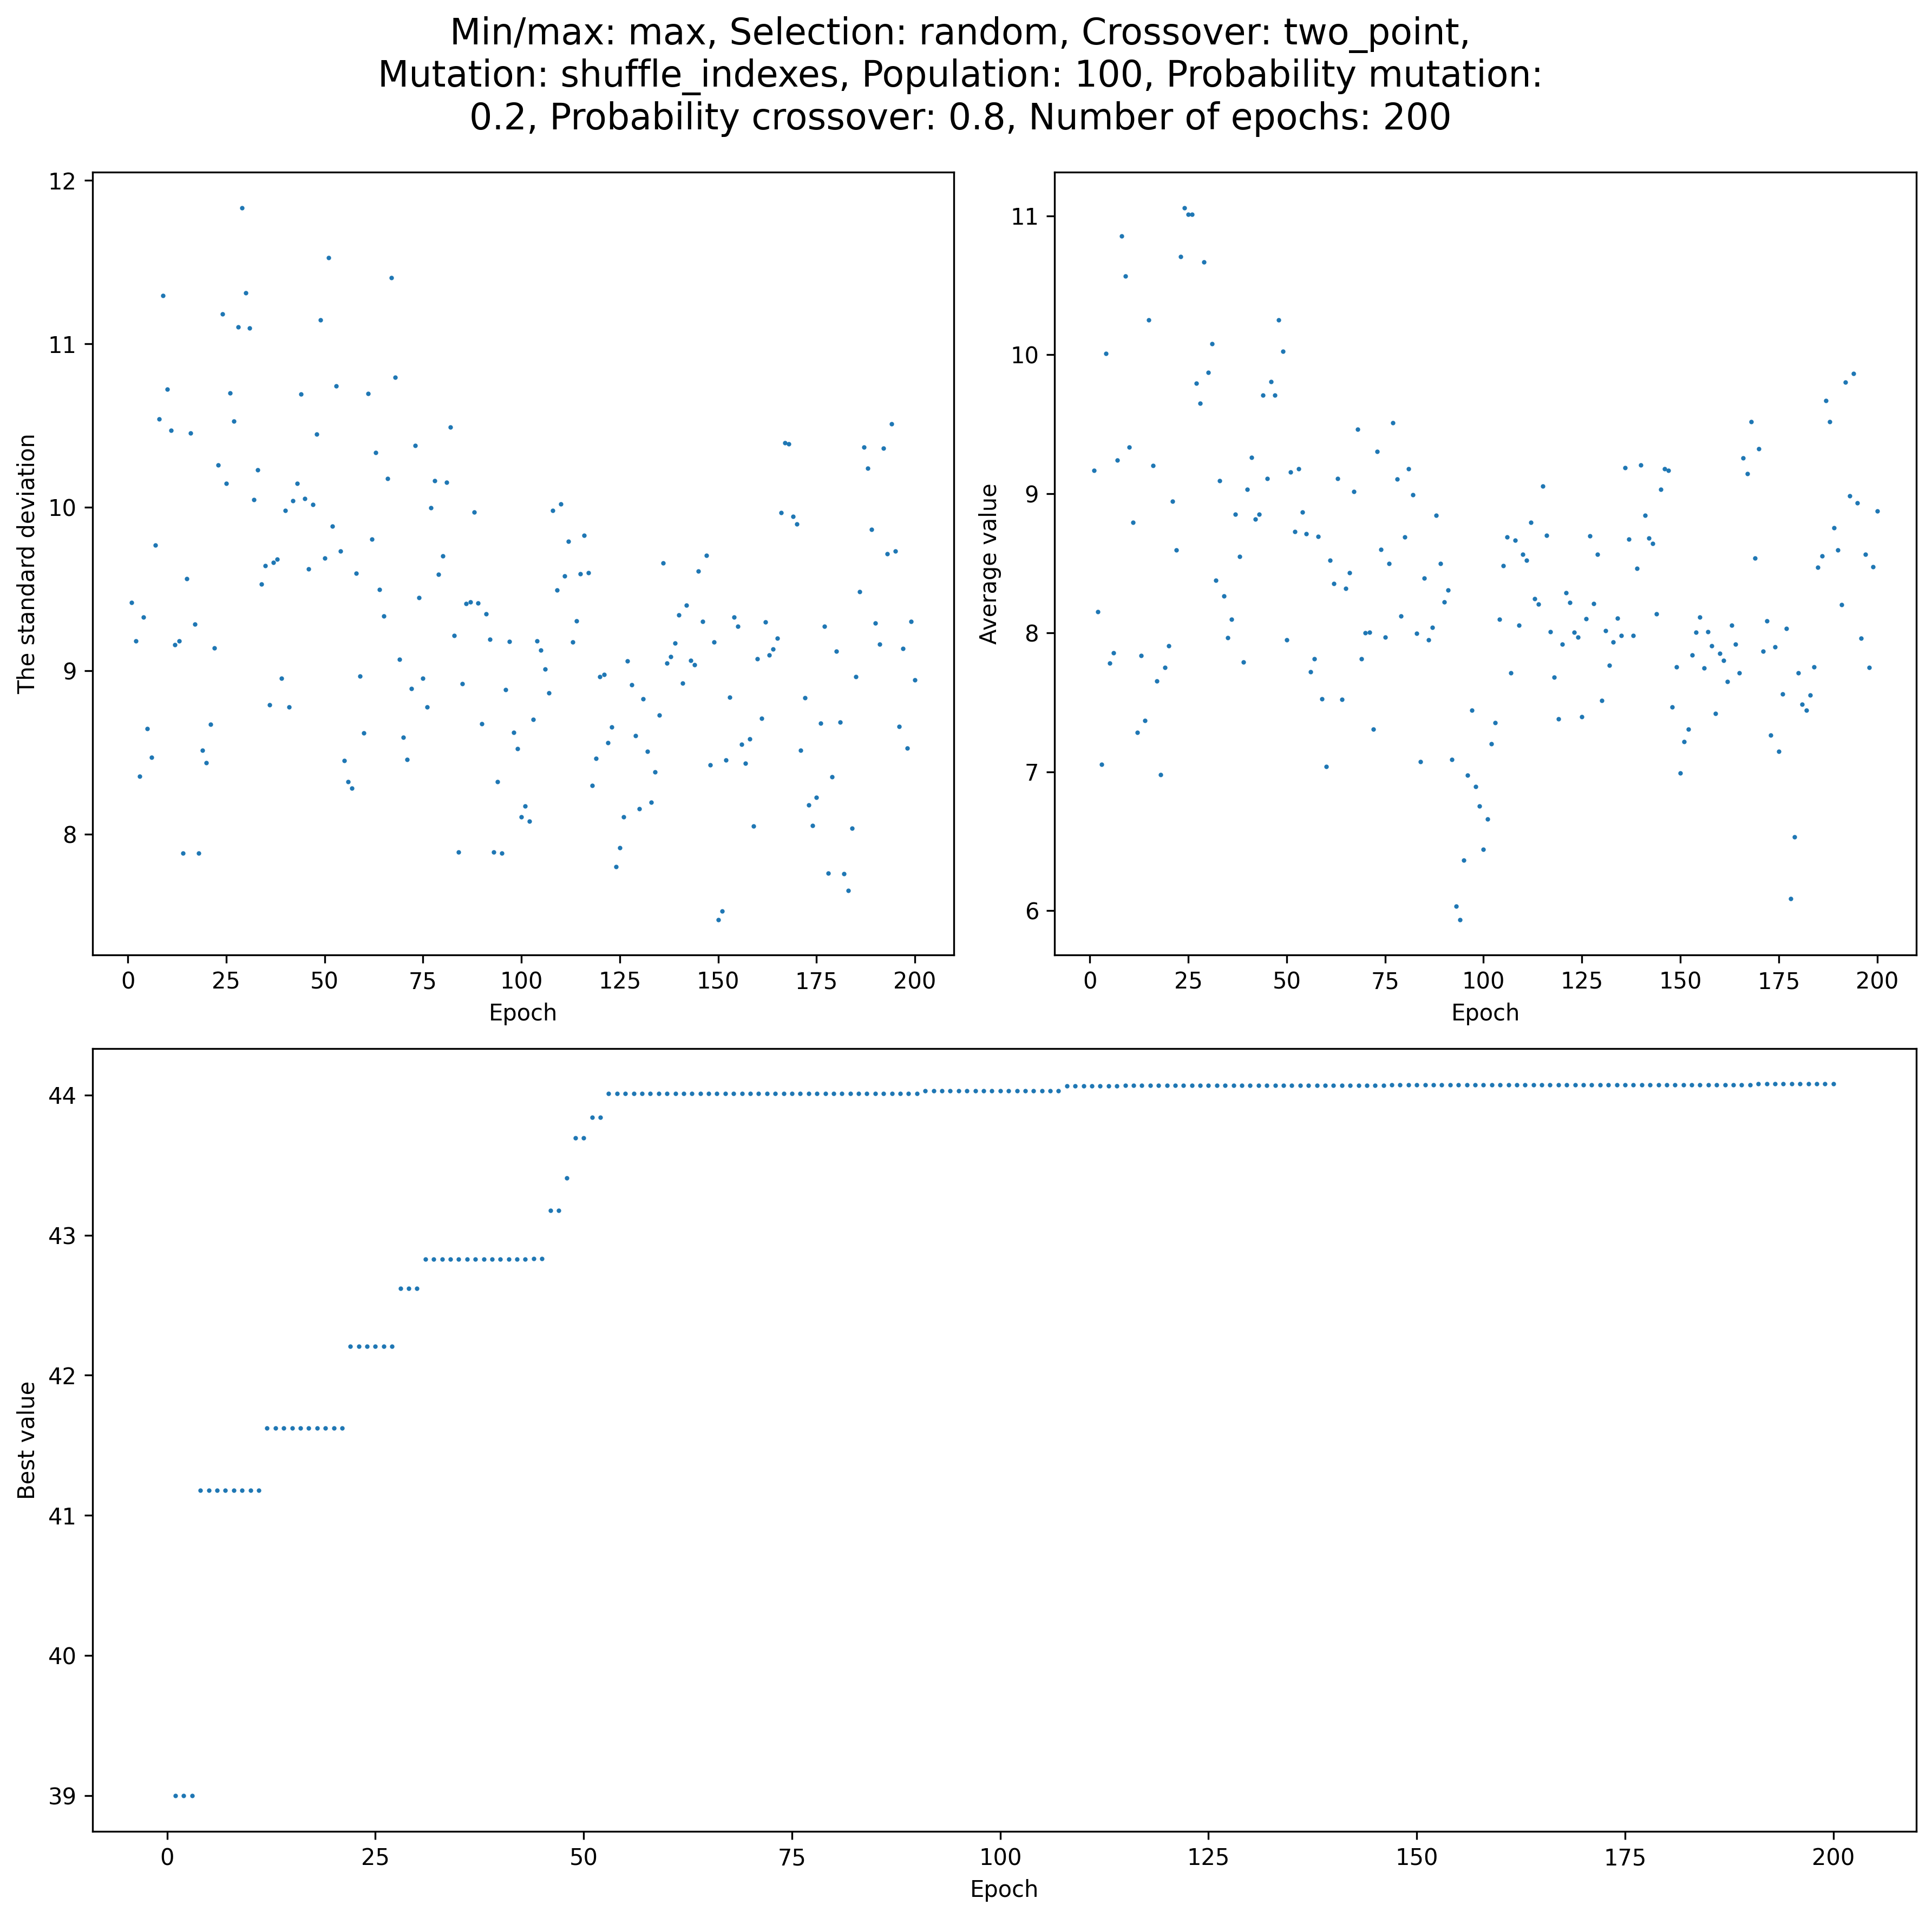 Min/max: max, Selection: random, Crossover: two_point,
Mutation: shuffle_indexes, Population: 100, Probability mutation:
0.2, Probability crossover: 0.8, Number of epochs: 200
12
11
10
9
8
The standard deviation
0 25 50 75 100 125 150 175 200
Epoch
11
10
9
8
7
6
Average value
0 25 50 75 100 125 150 175 200
Epoch
44
43
42
41
40
39
Best value
0 25 50 75 100 125 150 175 200
Epoch